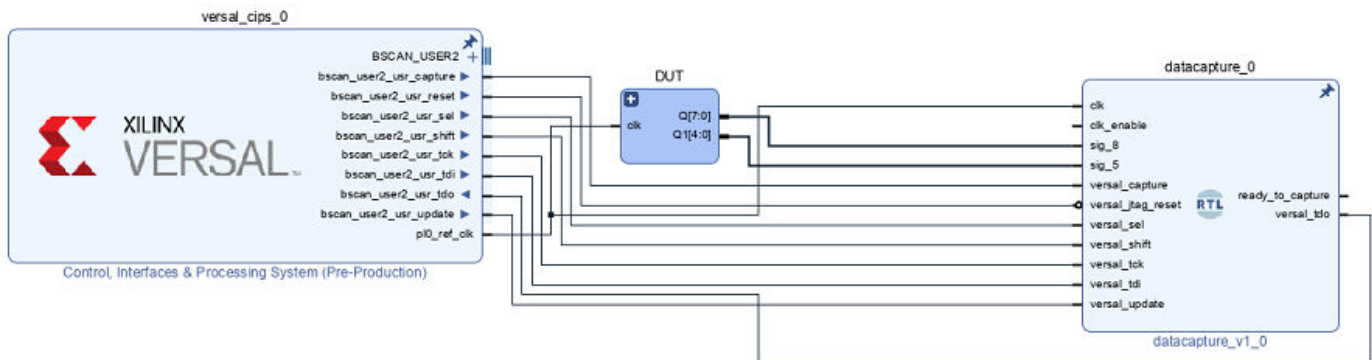 versal_cips_0
BSCAN_USER2
bscan_user2_usr_capture
bscan_user2_usr_reset
bscan_user2_usr_sel
bscan_user2_usr_shift
bscan_user2_usr_tck
bscan_user2_usr_tdi
bscan_user2_usr_tdo
bscan_user2_usr_update
pl0_ref_clk
XILINX
VERSAL™
Control, Interfaces & Processing System (Pre-Production)
DUT
clk
Q[7:0]
Q1[4:0]
datacapture_0
clk
clk_enable
sig_8
sig_5
versal_capture
versal_jtag_reset
versal_sel
versal_shift
versal_tck
versal_tdi
versal_update
RTL
ready_to_capture
versal_tdo
datacapture_v1_0